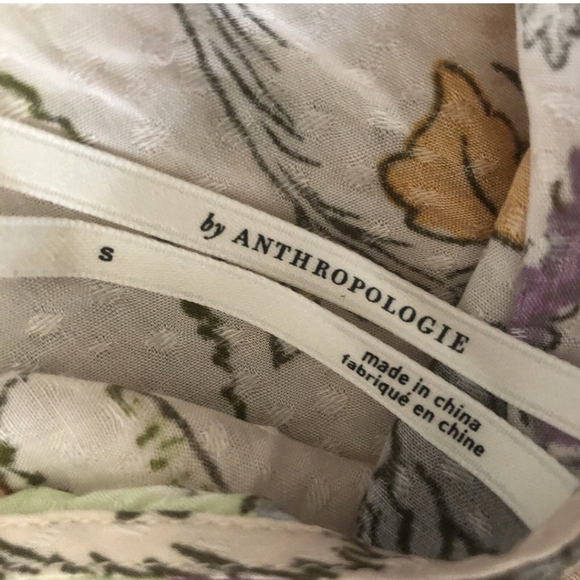 by ANTHROPOLOGIE
S
made in china
fabriqué en chine